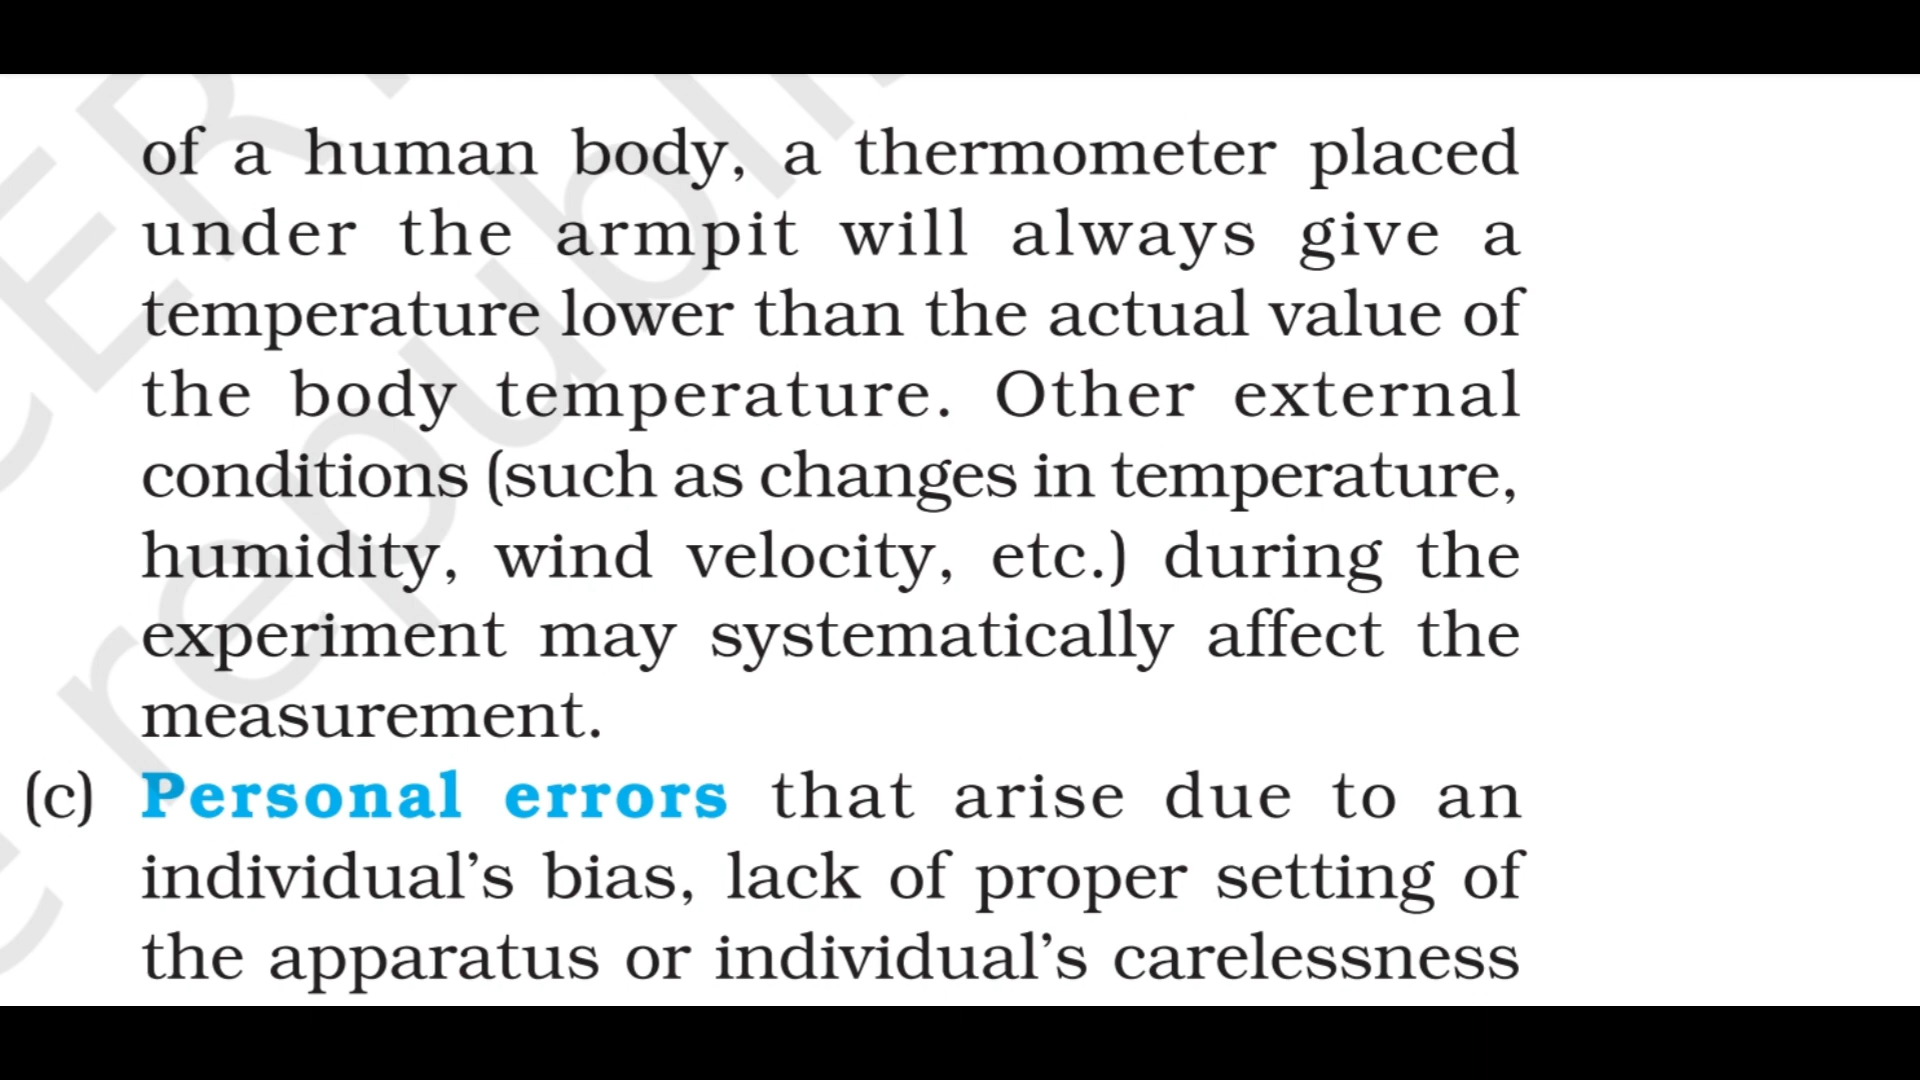 of a human body, a thermometer placed
under the armpit will always give a
temperature lower than the actual value of
the body temperature. Other external
conditions (such as changes in temperature,
humidity, wind velocity, etc.) during the
experiment may systematically affect the
measurement.
(c) Personal errors that arise due to an
individual’s bias, lack of proper setting of
the apparatus or individual’s carelessness